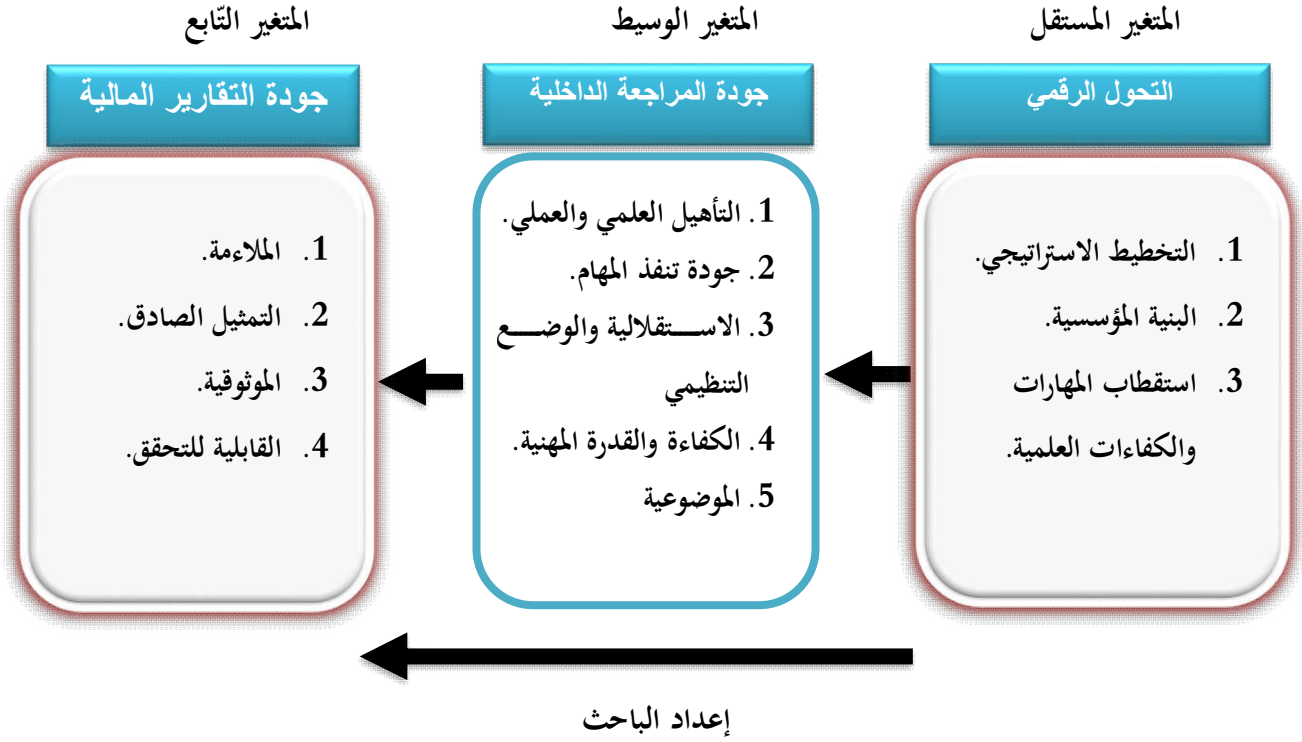 المتغير المستقل
المتغير الوسيط
المتغير التّابع
التحول الرقمي
جودة المراجعة الداخلية
جودة التقارير المالية
1. التخطيط الاستراتيجي.
2. البنية المؤسسية.
3. استقطاب المهارات
والكفاءات العلمية.
1. التأهيل العلمي والعملي.
2. جودة تنفذ المهام.
3. الاستقلالية والوضع
التنظيمي
4. الكفاءة والقدرة المهنية.
5. الموضوعية
1. الملاءمة.
2. التمثيل الصادق.
3. الموثوقية.
4. القابلية للتحقق.
إعداد الباحث